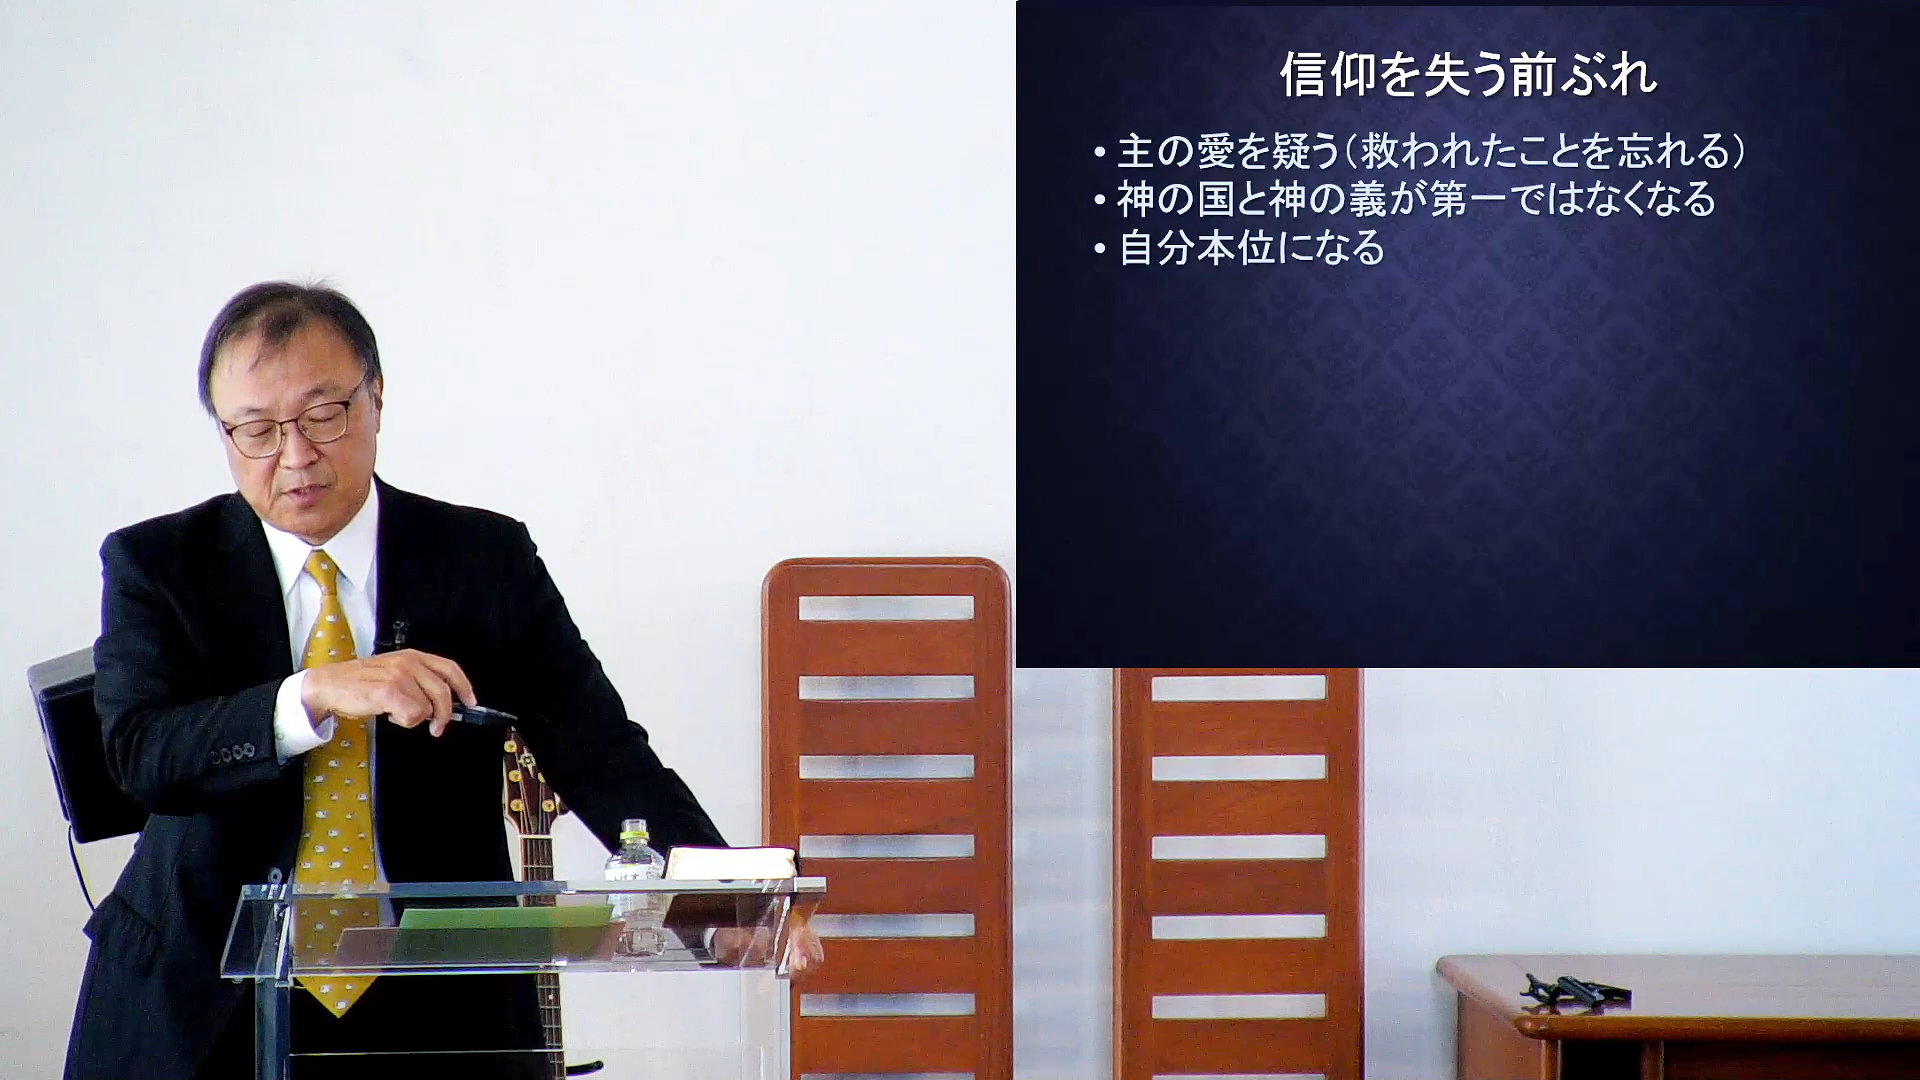 信仰を失う前ぶれ
• 主の愛を疑う（救われたことを忘れる）
• 神の国と神の義が第一ではなくなる
• 自分本位になる